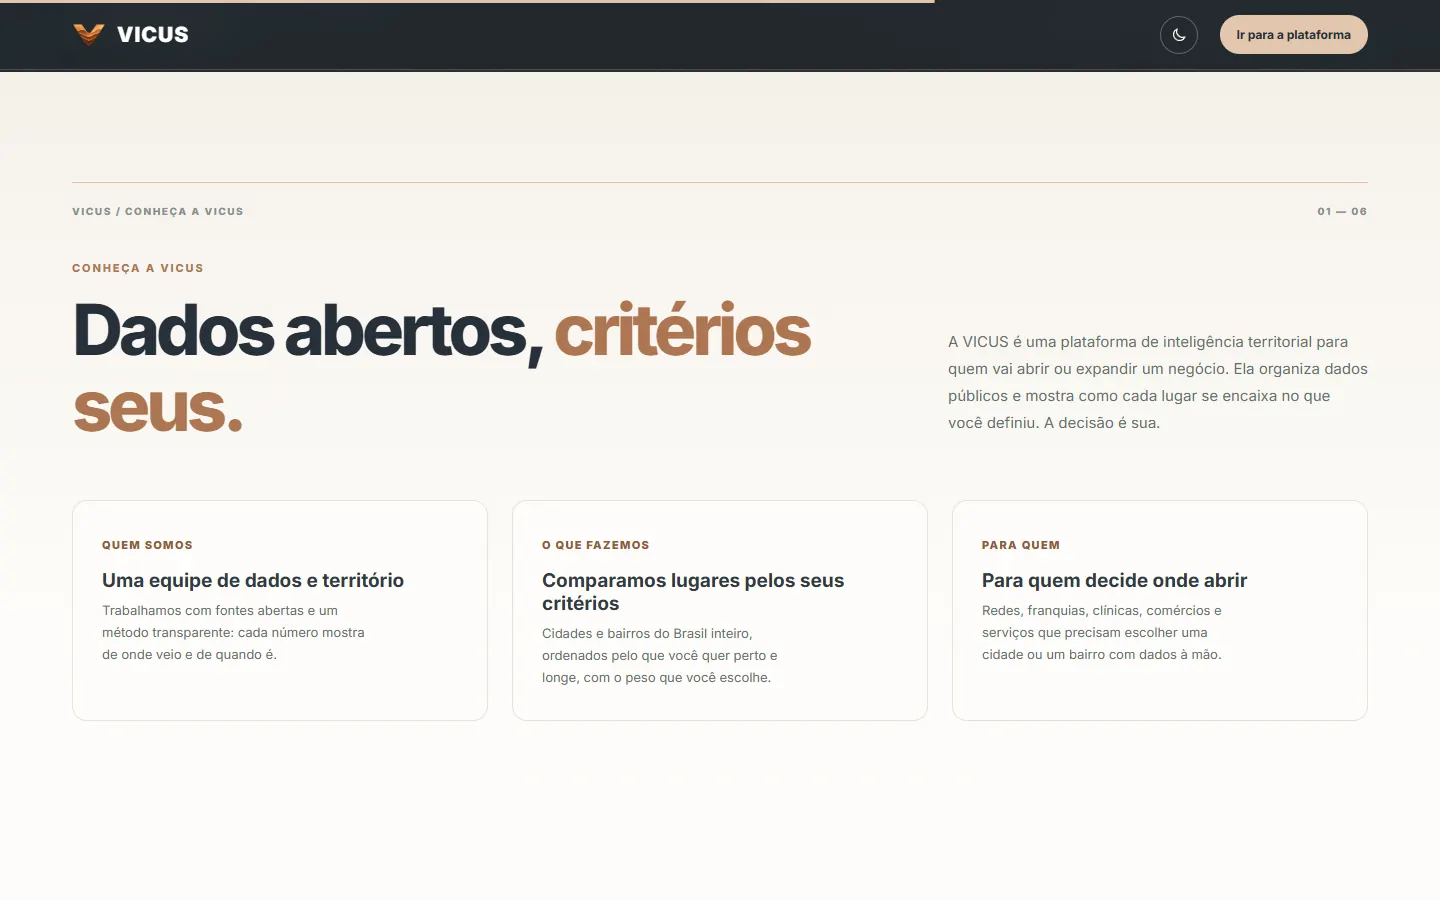 VICUS
Ir para a plataforma
VICUS / CONHEÇA A VICUS
01 — 06
CONHEÇA A VICUS
Dados abertos, critérios
seus.
A VICUS é uma plataforma de inteligência territorial para
quem vai abrir ou expandir um negócio. Ela organiza dados
públicos e mostra como cada lugar se encaixa no que
você definiu. A decisão é sua.
QUEM SOMOS
Uma equipe de dados e território
Trabalhamos com fontes abertas e um
método transparente: cada número mostra
de onde veio e de quando é.
O QUE FAZEMOS
Comparamos lugares pelos seus
critérios
Cidades e bairros do Brasil inteiro,
ordenados pelo que você quer perto e
longe, com o peso que você escolhe.
PARA QUEM
Para quem decide onde abrir
Redes, franquias, clínicas, comércios e
serviços que precisam escolher uma
cidade ou um bairro com dados à mão.